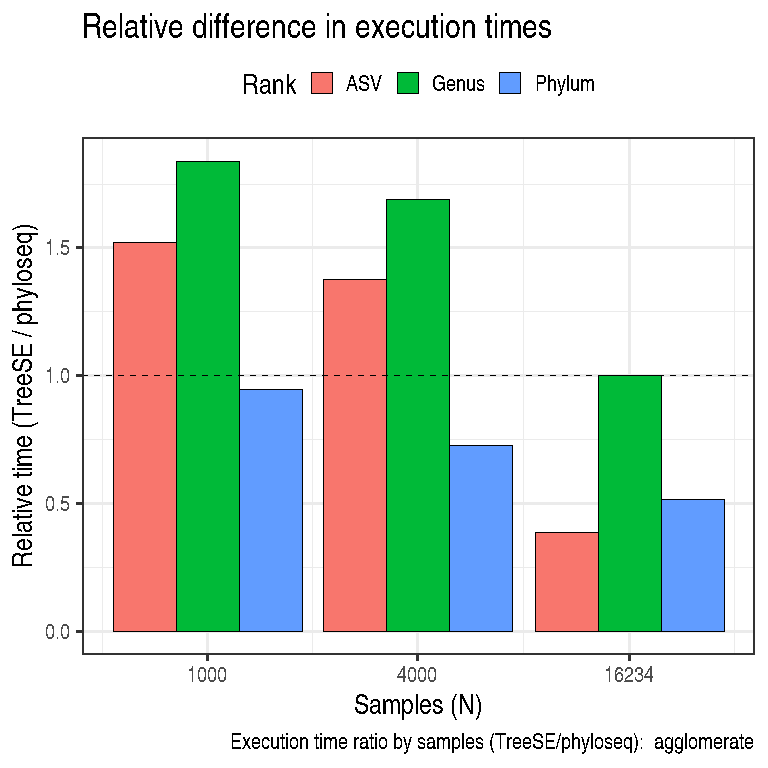 Relative difference in execution times
Rank ASV Genus Phylum
Relative time (TreeSE / phyloseq)
1.5
1.0
0.5
0.0
1000 4000 16234
Samples (N)
Execution time ratio by samples (TreeSE/phyloseq):  agglomerate